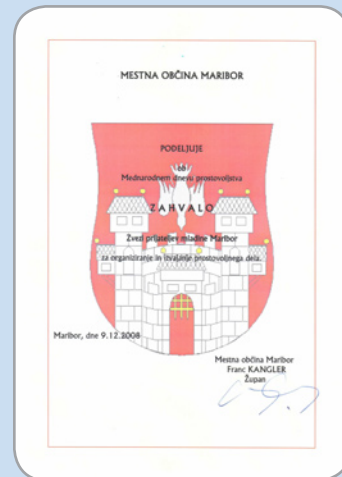 MESTNA OBČINA MARIBOR
PODELJUJE
ob
Mednarodnem dnevu prostovoljstva
ZAHVALO
Zvezi prijateljev mladine Maribor
za organiziranje in izvajanje prostovoljnega dela.
Maribor, dne 9.12.2008
Mestna občina Maribor
Franc KANGLER
Župan